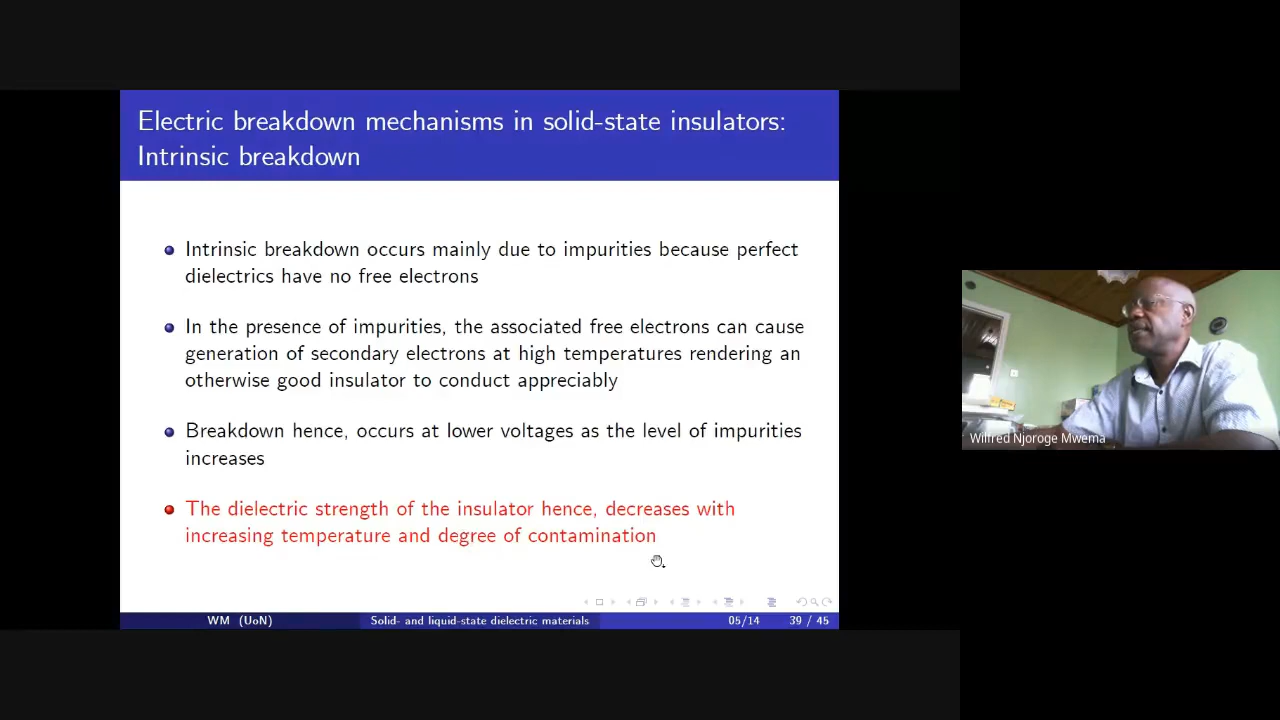 Electric breakdown mechanisms in solid-state insulators:
Intrinsic breakdown
Intrinsic breakdown occurs mainly due to impurities because perfect
dielectrics have no free electrons
In the presence of impurities, the associated free electrons can cause
generation of secondary electrons at high temperatures rendering an
otherwise good insulator to conduct appreciably
Breakdown hence, occurs at lower voltages as the level of impurities
increases
The dielectric strength of the insulator hence, decreases with
increasing temperature and degree of contamination
WM (UoN)
Solid- and liquid-state dielectric materials
05/14
39 / 45
Wilfred Njoroge Mwema